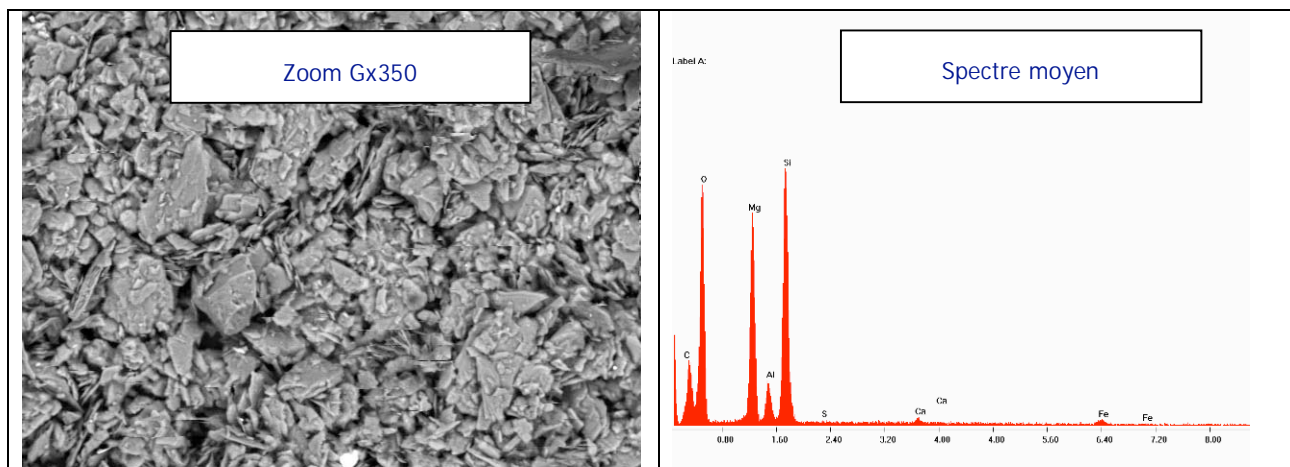 Zoom Gx350
Spectre moyen
Label A:
Si
O
Mg
C
Al
S
Ca
Ca
Fe
Fe
0.80 1.60 2.40 3.20 4.00 4.80 5.60 6.40 7.20 8.00